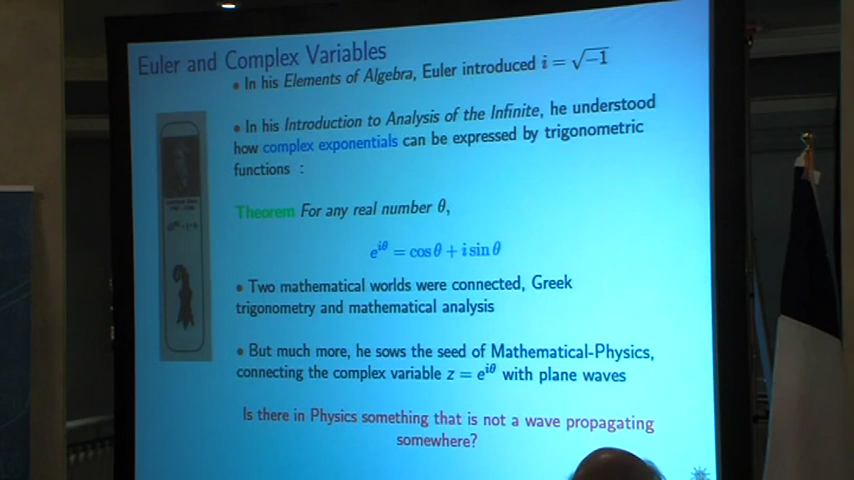 Euler and Complex Variables
• In his Elements of Algebra, Euler introduced i = √−1
• In his Introduction to Analysis of the Infinite, he understood
how complex exponentials can be expressed by trigonometric
functions :
Theorem For any real number θ,
e^{iθ} = cos θ + i sin θ
• Two mathematical worlds were connected, Greek
trigonometry and mathematical analysis
• But much more, he sows the seed of Mathematical-Physics,
connecting the complex variable z = e^{iθ} with plane waves
Is there in Physics something that is not a wave propagating
somewhere?